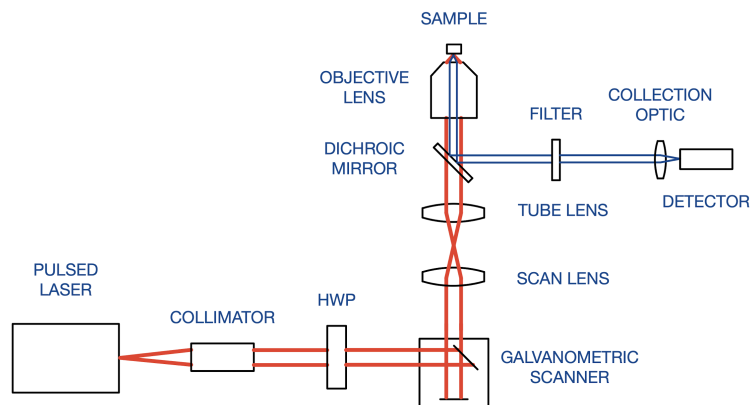 SAMPLE
OBJECTIVE
LENS
COLLECTION
OPTIC
FILTER
DICHROIC
MIRROR
DETECTOR
TUBE LENS
PULSED
LASER
SCAN LENS
HWP
COLLIMATOR
GALVANOMETRIC
SCANNER